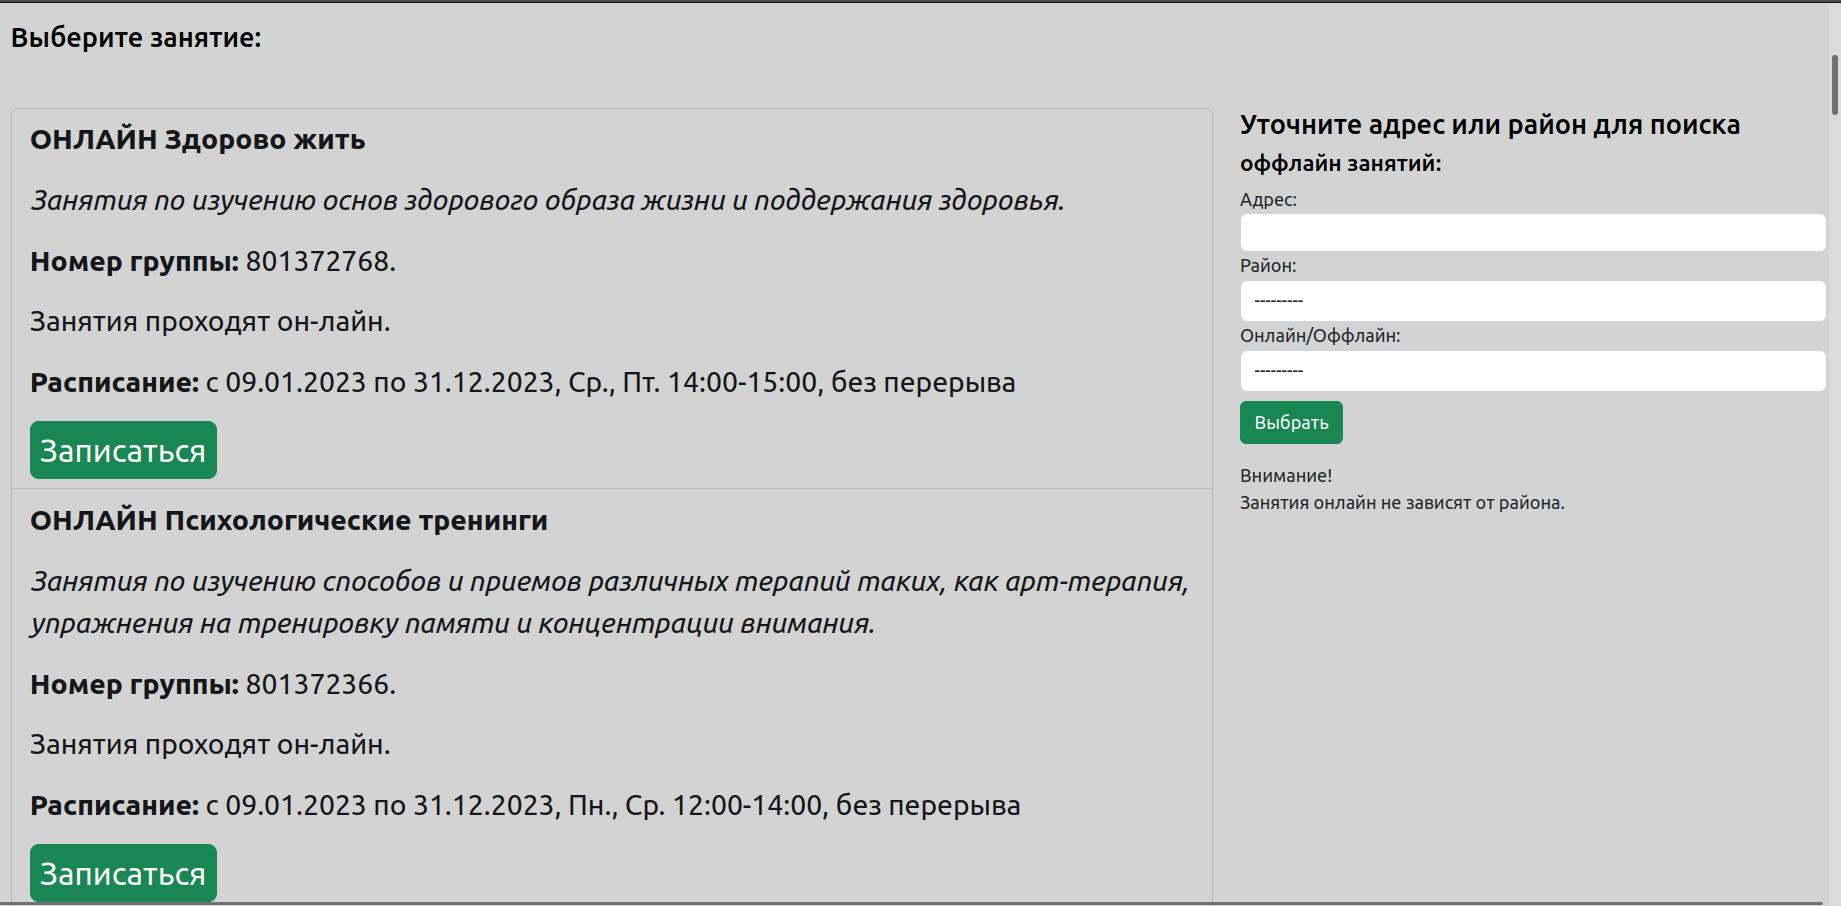 Выберите занятие:
ОНЛАЙН Здорово жить
Занятия по изучению основ здорового образа жизни и поддержания здоровья.
Номер группы: 801372768.
Занятия проходят он-лайн.
Расписание: с 09.01.2023 по 31.12.2023, Ср., Пт. 14:00-15:00, без перерыва
Записаться
ОНЛАЙН Психологические тренинги
Занятия по изучению способов и приемов различных терапий таких, как арт-терапия,
упражнения на тренировку памяти и концентрации внимания.
Номер группы: 801372366.
Занятия проходят он-лайн.
Расписание: с 09.01.2023 по 31.12.2023, Пн., Ср. 12:00-14:00, без перерыва
Записаться
Уточните адрес или район для поиска
оффлайн занятий:
Адрес:
Район:
---------
Онлайн/Оффлайн:
---------
Выбрать
Внимание!
Занятия онлайн не зависят от района.